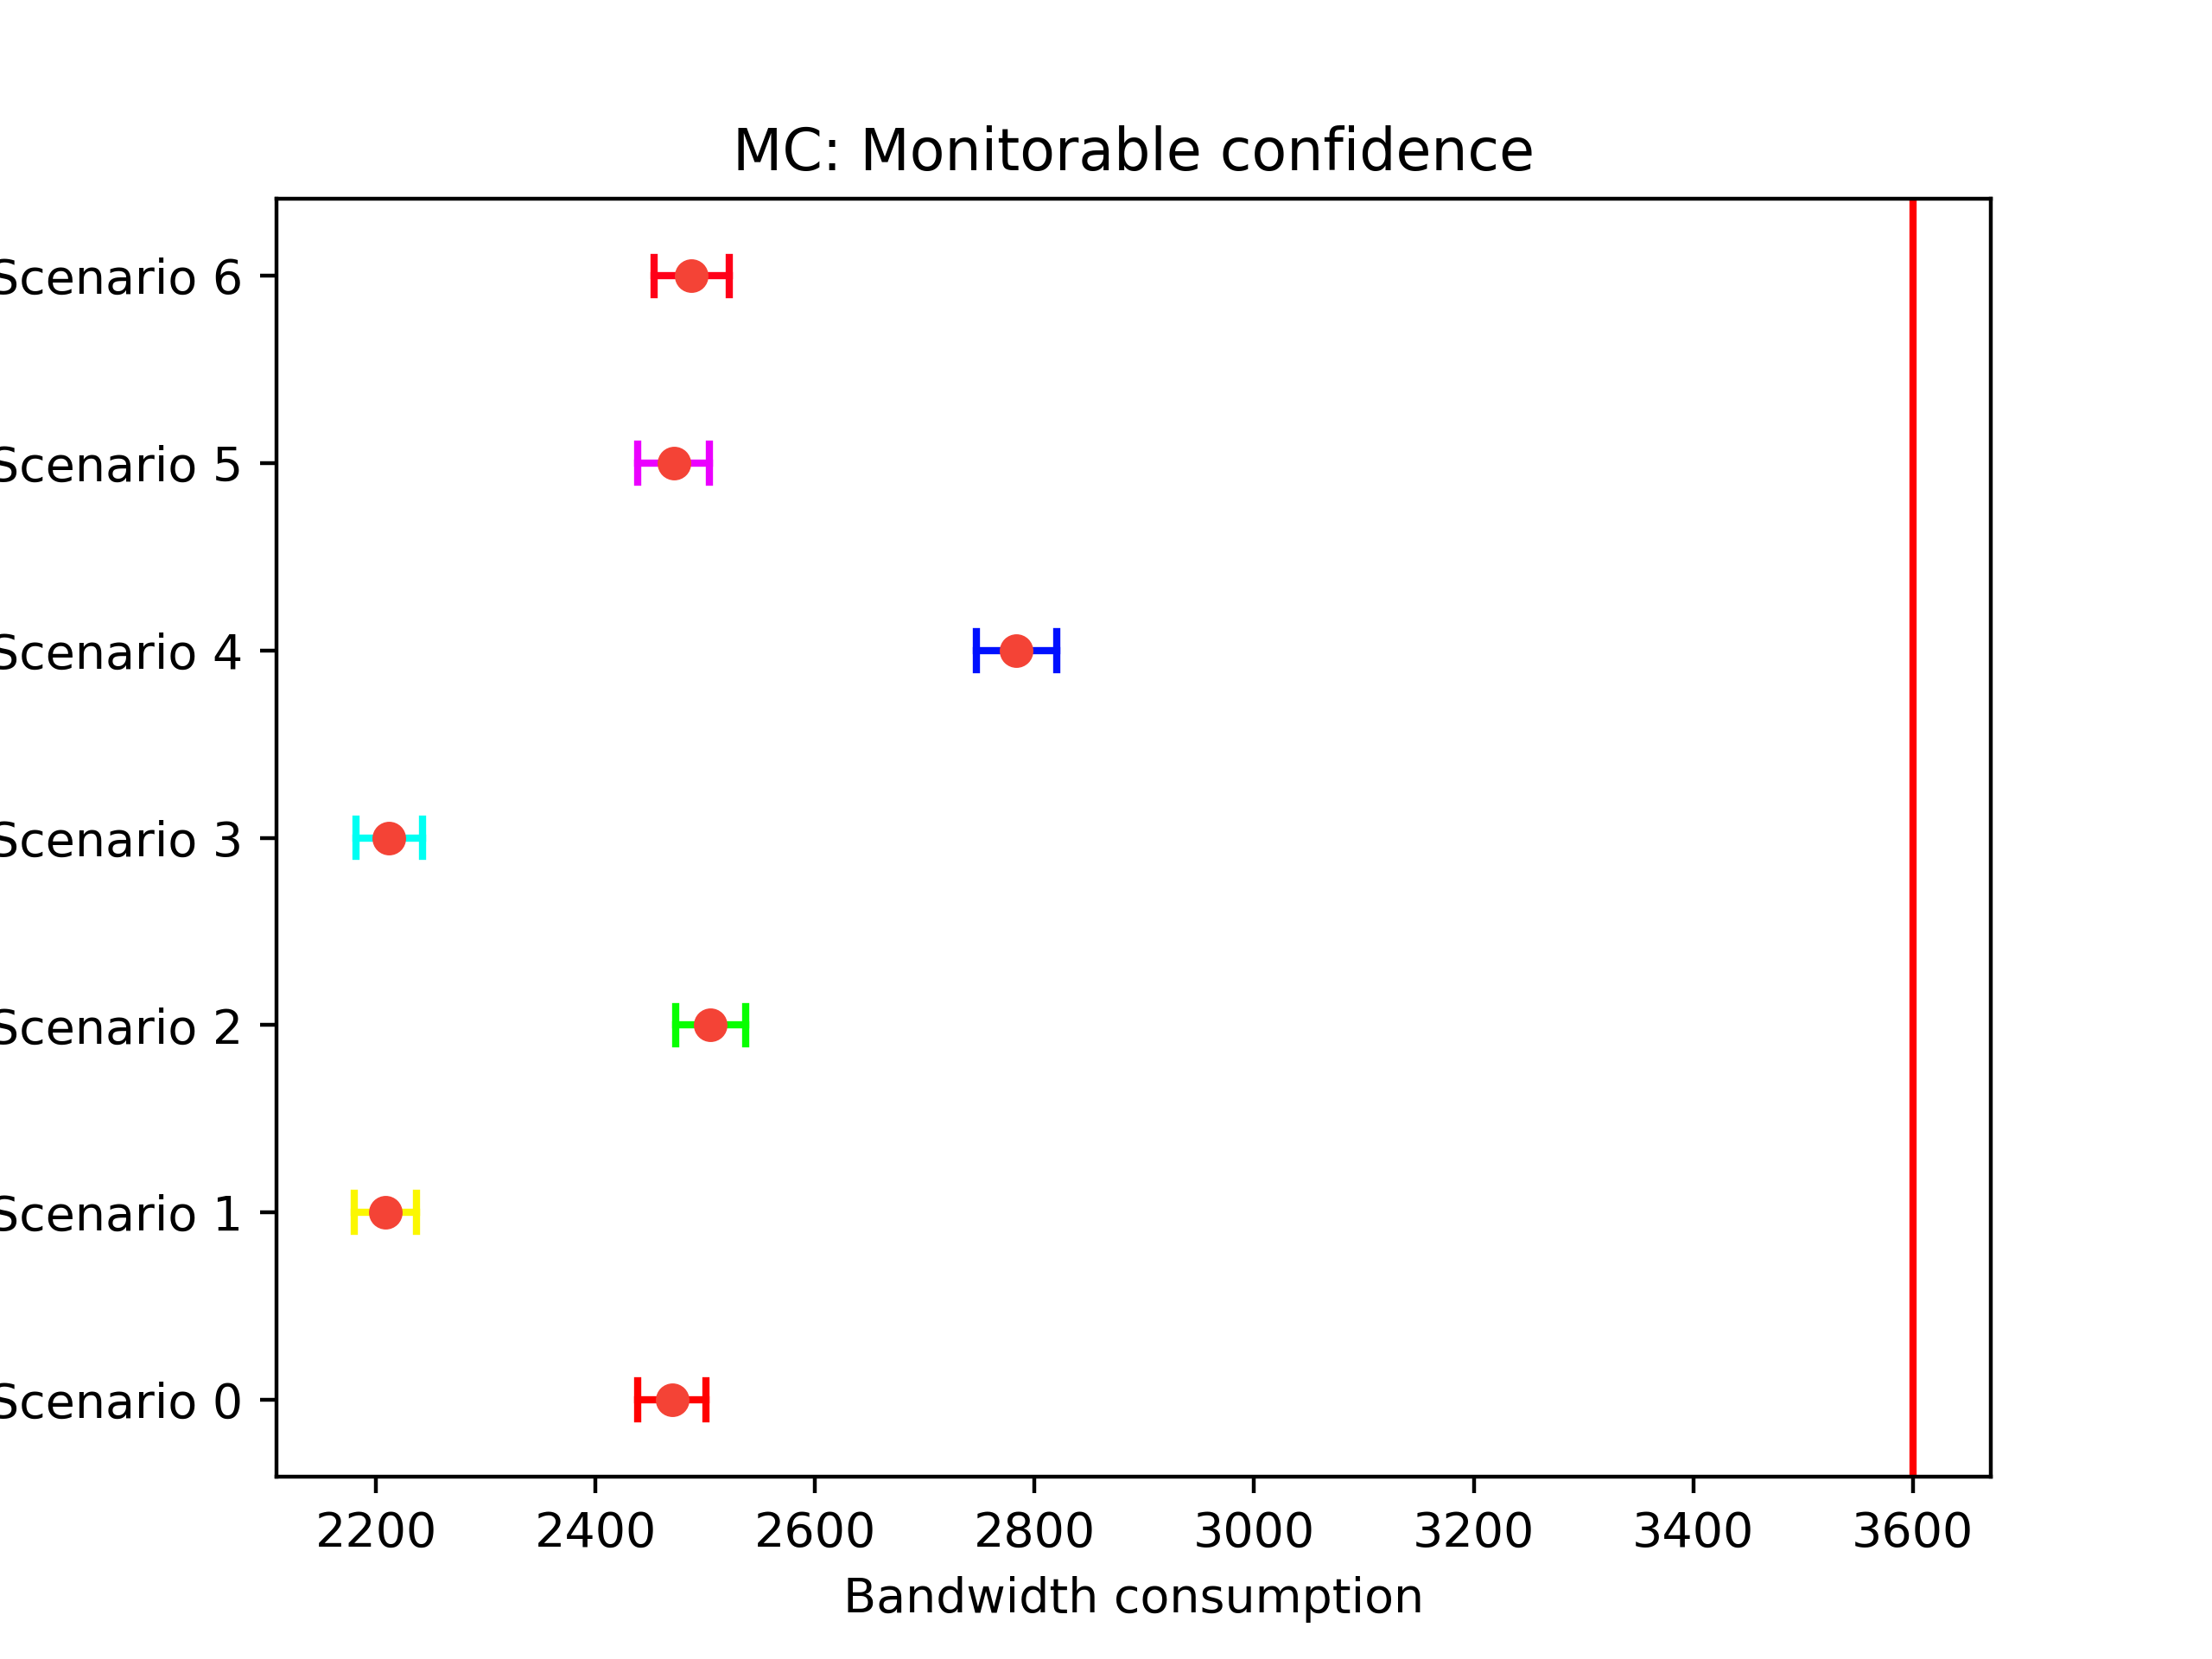 MC: Monitorable confidence
Scenario 6
Scenario 5
Scenario 4
Scenario 3
Scenario 2
Scenario 1
Scenario 0
2200 2400 2600 2800 3000 3200 3400 3600
Bandwidth consumption